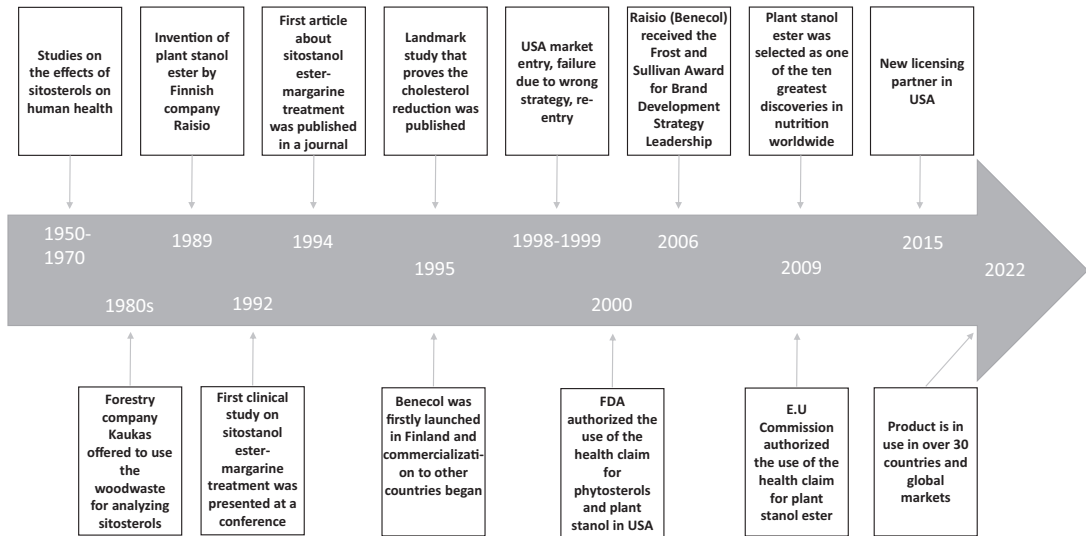 Studies on
the effects of
sitosterols on
human health
Invention of
plant stanol
ester by
Finnish
company
Raisio
First article
about
sitostanol
ester-
margarine
treatment
was published
in a journal
Landmark
study that
proves the
cholesterol
reduction was
published
USA market
entry, failure
due to wrong
strategy, re-
entry
Raisio (Benecol)
received the
Frost and
Sullivan Award
for Brand
Development
Strategy
Leadership
Plant stanol
ester was
selected as one
of the ten
greatest
discoveries in
nutrition
worldwide
New licensing
partner in
USA
1950-
1970
1989
1994
1995
1998-1999
2006
2009
2015
2022
1980s
1992
2000
Forestry
company
Kaukas
offered to use
the
woodwaste
for analyzing
sitosterols
First clinical
study on
sitostanol
ester-
margarine
treatment was
presented at a
conference
Benecol was
firstly launched
in Finland and
commercializati-
on to other
countries began
FDA
authorized the
use of the
health claim
for
phytosterols
and plant
stanol in USA
E.U
Commission
authorized
the use of the
health claim
for plant
stanol ester
Product is in
use in over 30
countries and
global
markets